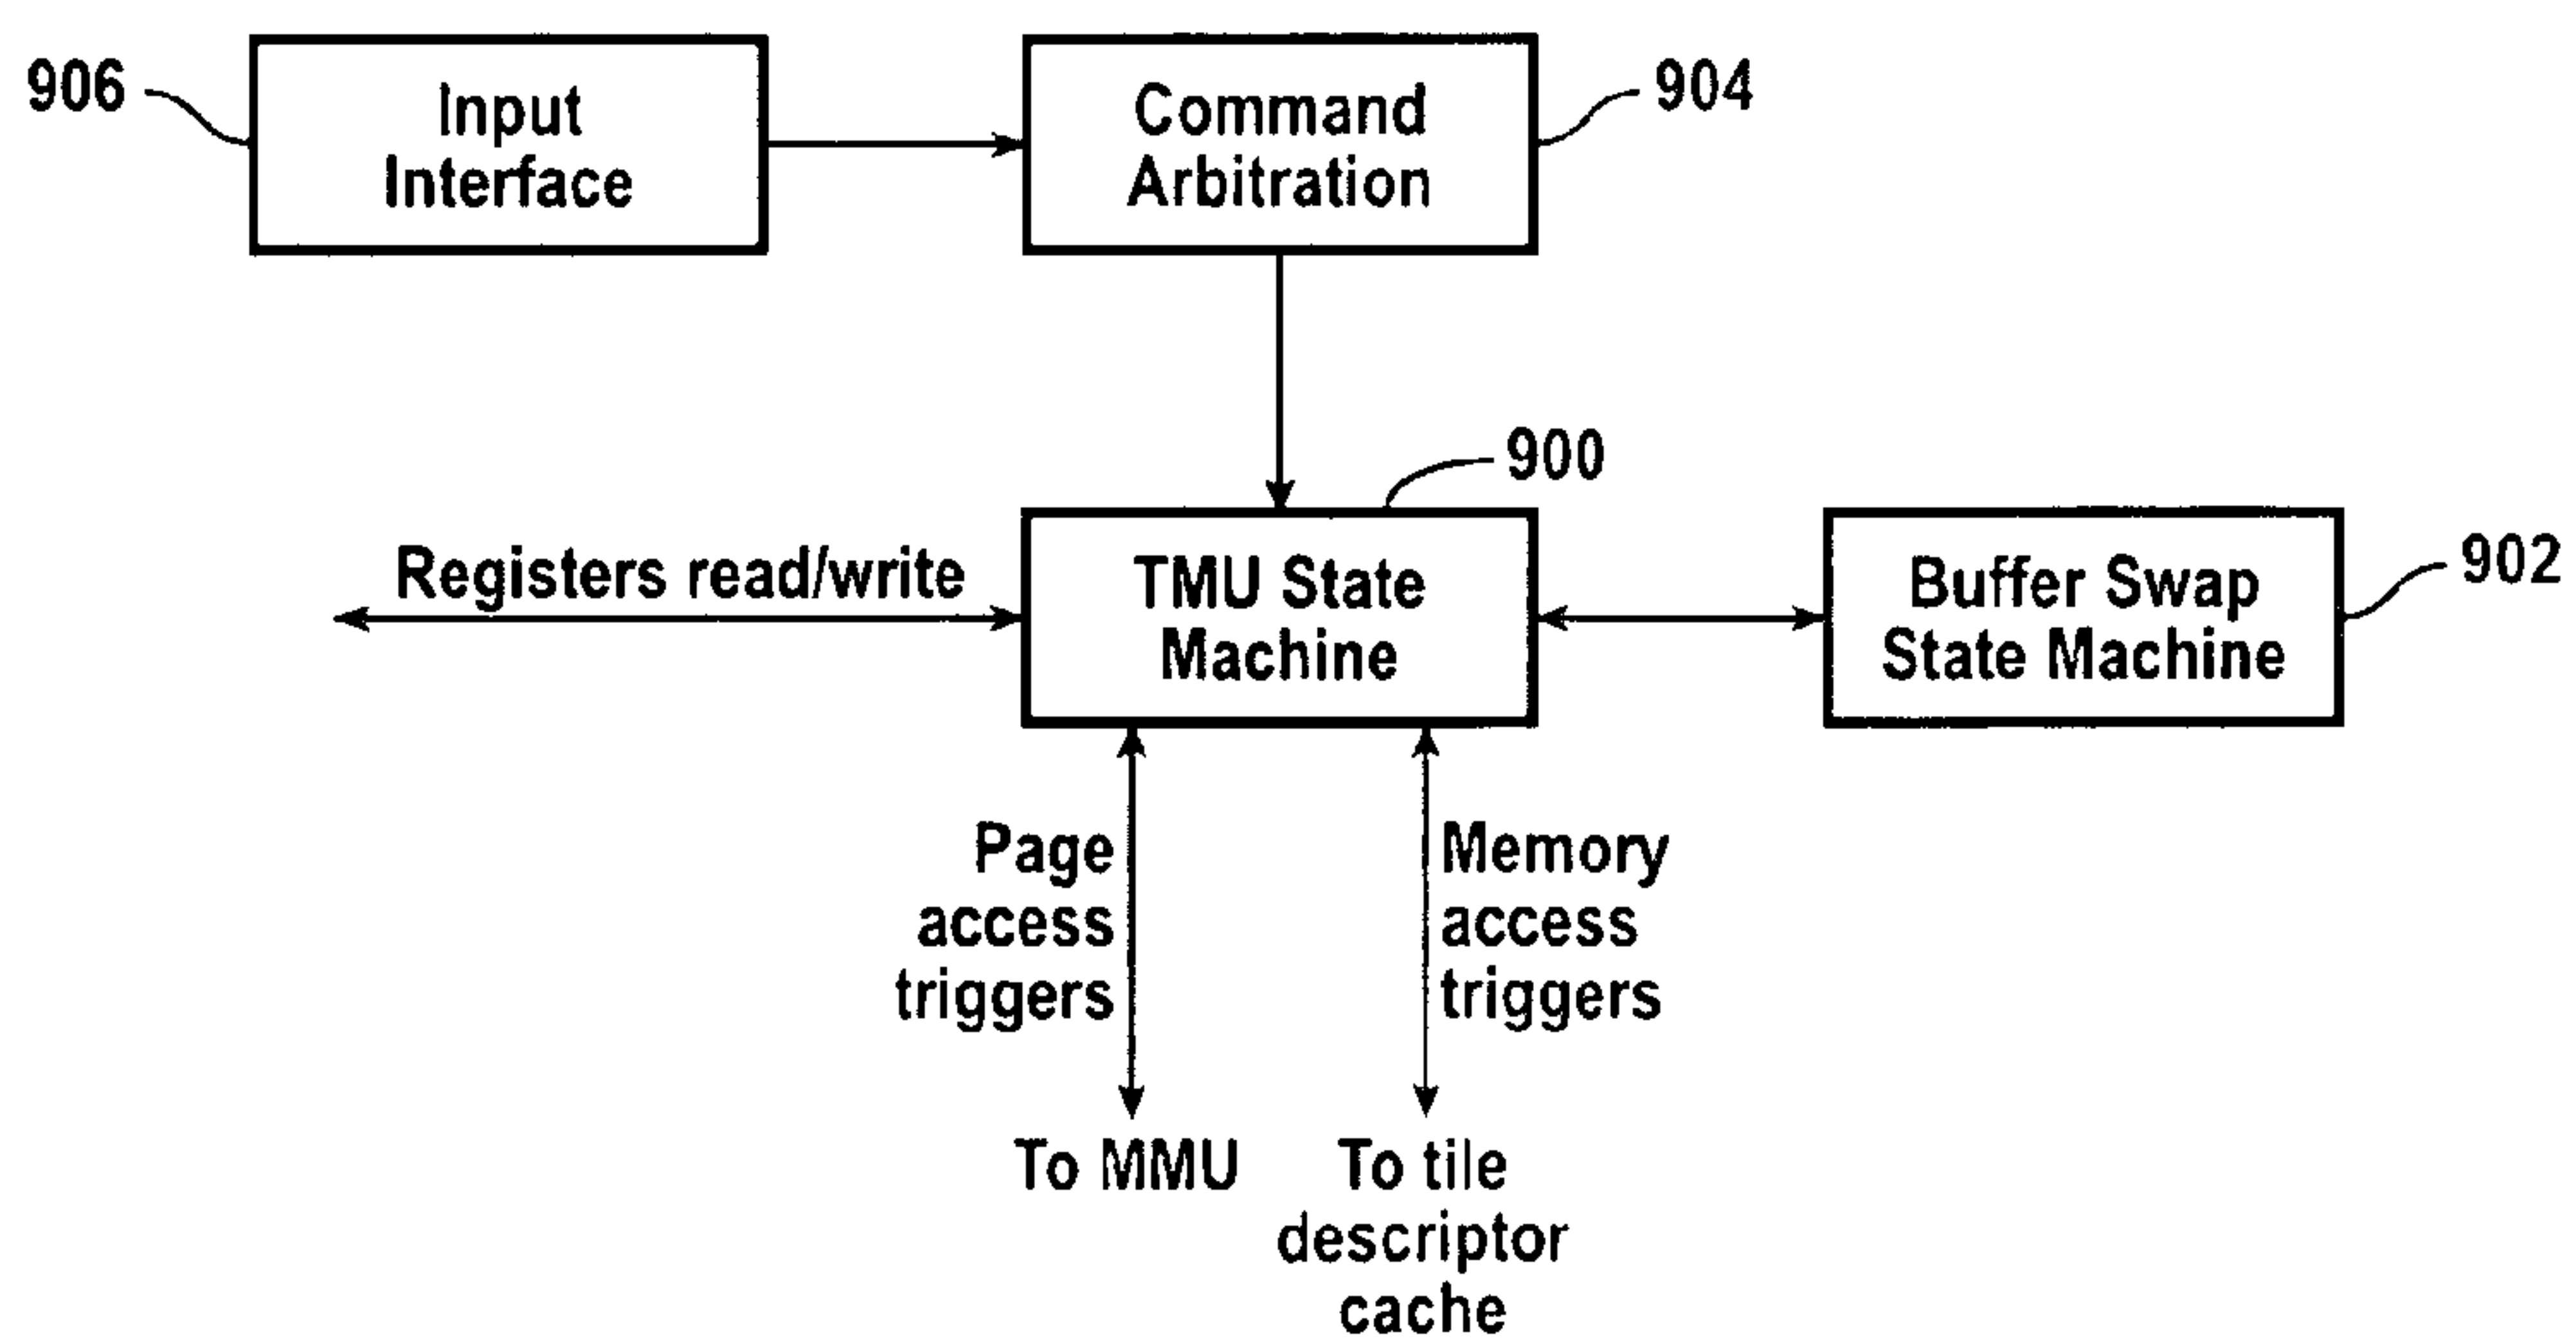 906
Input
Interface
Command
Arbitration
904
900
Registers read/write
TMU State
Machine
Buffer Swap
State Machine
902
Page
access
triggers
Memory
access
triggers
To MMU
To tile
descriptor
cache